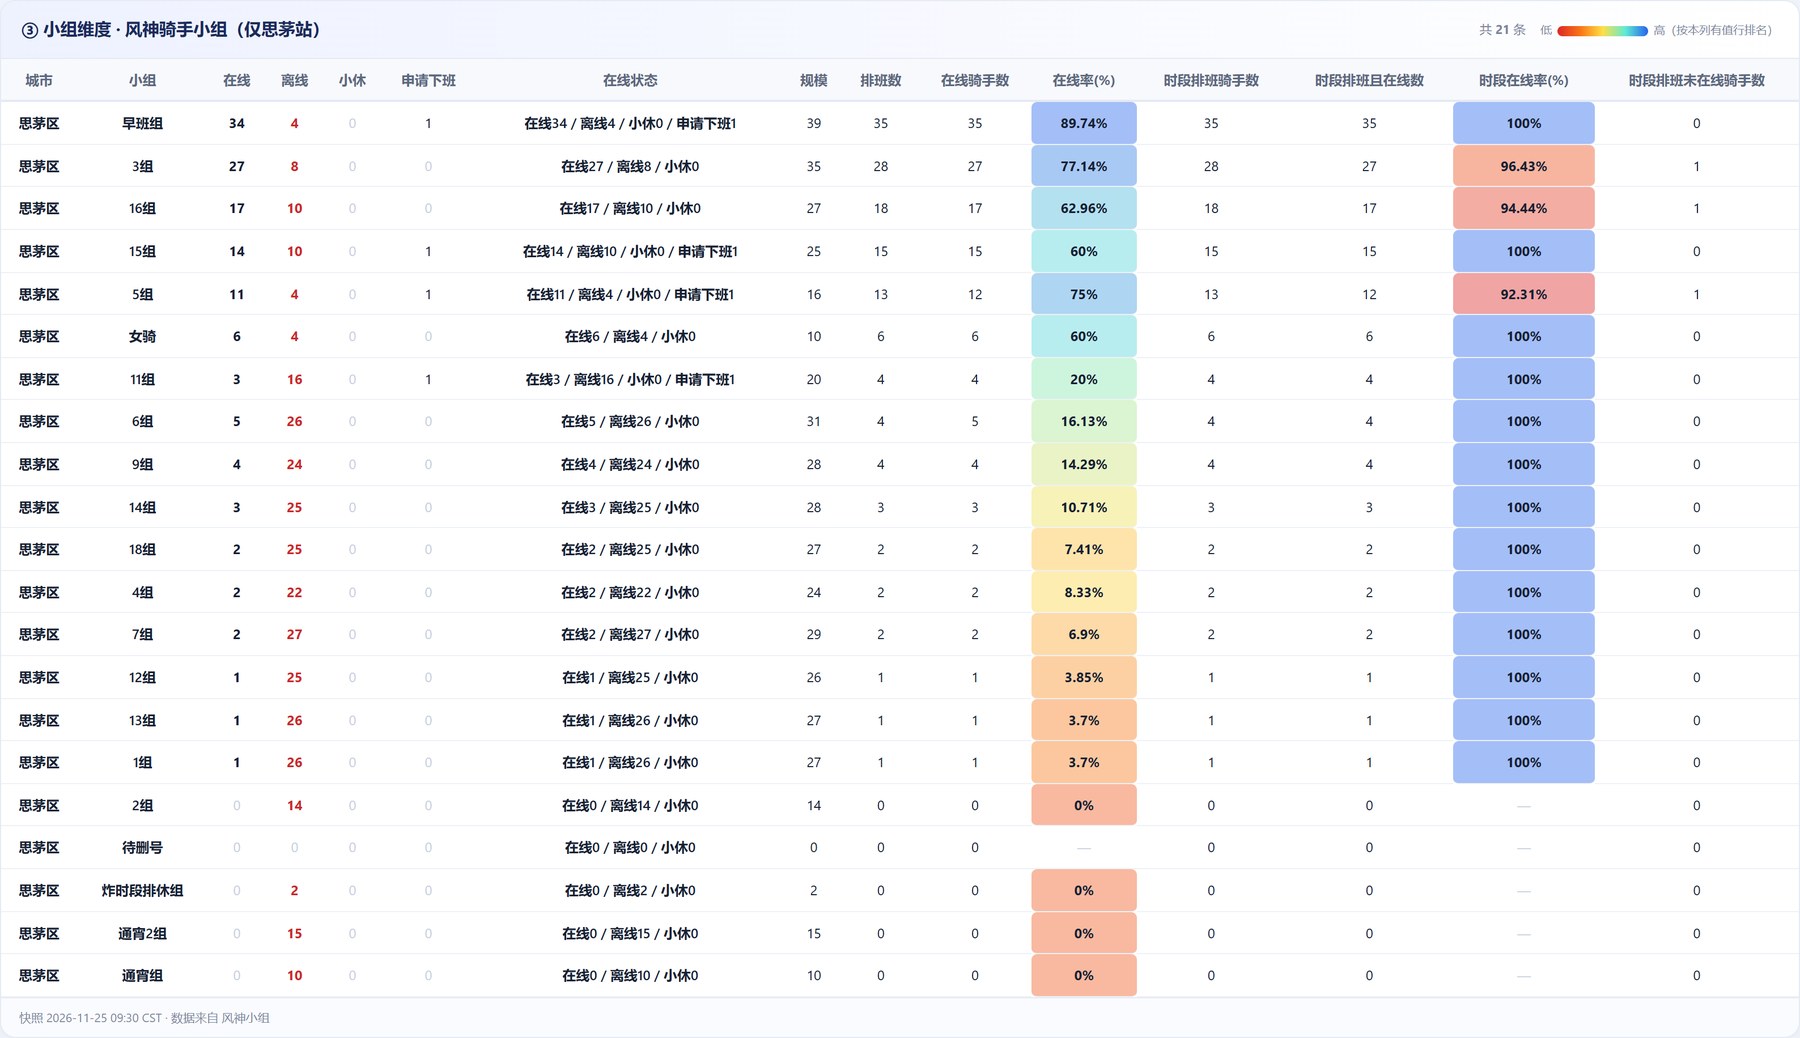 ③ 小组维度 · 风神骑手小组（仅思茅站）
共 21 条 低 高 (按本列有值行排名)
城市 小组 在线 离线 小休 申请下班 在线状态 规模 排班数 在线骑手数 在线率(%) 时段排班骑手数 时段排班且在线数 时段在线率(%) 时段排班未在线骑手数
思茅区 早班组 34 4 0 1 在线34 / 离线4 / 小休0 / 申请下班1 39 35 35 89.74% 35 35 100% 0
思茅区 3组 27 8 0 0 在线27 / 离线8 / 小休0 35 28 27 77.14% 28 27 96.43% 1
思茅区 16组 17 10 0 0 在线17 / 离线10 / 小休0 27 18 17 62.96% 18 17 94.44% 1
思茅区 15组 14 10 0 1 在线14 / 离线10 / 小休0 / 申请下班1 25 15 15 60% 15 15 100% 0
思茅区 5组 11 4 0 1 在线11 / 离线4 / 小休0 / 申请下班1 16 13 12 75% 13 12 92.31% 1
思茅区 女骑 6 4 0 0 在线6 / 离线4 / 小休0 10 6 6 60% 6 6 100% 0
思茅区 11组 3 16 0 1 在线3 / 离线16 / 小休0 / 申请下班1 20 4 4 20% 4 4 100% 0
思茅区 6组 5 26 0 0 在线5 / 离线26 / 小休0 31 4 5 16.13% 4 4 100% 0
思茅区 9组 4 24 0 0 在线4 / 离线24 / 小休0 28 4 4 14.29% 4 4 100% 0
思茅区 14组 3 25 0 0 在线3 / 离线25 / 小休0 28 3 3 10.71% 3 3 100% 0
思茅区 18组 2 25 0 0 在线2 / 离线25 / 小休0 27 2 2 7.41% 2 2 100% 0
思茅区 4组 2 22 0 0 在线2 / 离线22 / 小休0 24 2 2 8.33% 2 2 100% 0
思茅区 7组 2 27 0 0 在线2 / 离线27 / 小休0 29 2 2 6.9% 2 2 100% 0
思茅区 12组 1 25 0 0 在线1 / 离线25 / 小休0 26 1 1 3.85% 1 1 100% 0
思茅区 13组 1 26 0 0 在线1 / 离线26 / 小休0 27 1 1 3.7% 1 1 100% 0
思茅区 1组 1 26 0 0 在线1 / 离线26 / 小休0 27 1 1 3.7% 1 1 100% 0
思茅区 2组 0 14 0 0 在线0 / 离线14 / 小休0 14 0 0 0% 0 0 — 0
思茅区 待删号 0 0 0 0 在线0 / 离线0 / 小休0 0 0 0 — 0 0 — 0
思茅区 炸时段排休组 0 2 0 0 在线0 / 离线2 / 小休0 2 0 0 0% 0 0 — 0
思茅区 通宵2组 0 15 0 0 在线0 / 离线15 / 小休0 15 0 0 0% 0 0 — 0
思茅区 通宵组 0 10 0 0 在线0 / 离线10 / 小休0 10 0 0 0% 0 0 — 0
快照 2026-11-25 09:30 CST · 数据来自 风神小组